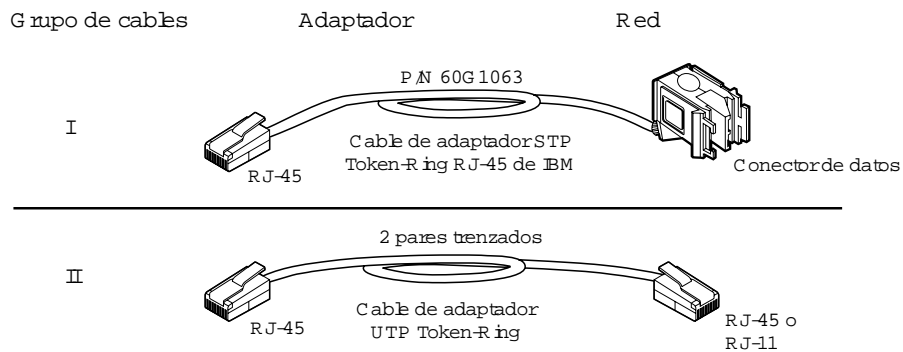 Grupo de cables
Adaptador
Red
P/N 60G1063
I
Cable de adaptador STP
Token-Ring RJ-45 de IBM
RJ-45
Conector de datos
2 pares trenzados
II
Cable de adaptador
UTP Token-Ring
RJ-45
RJ-45 o
RJ-11